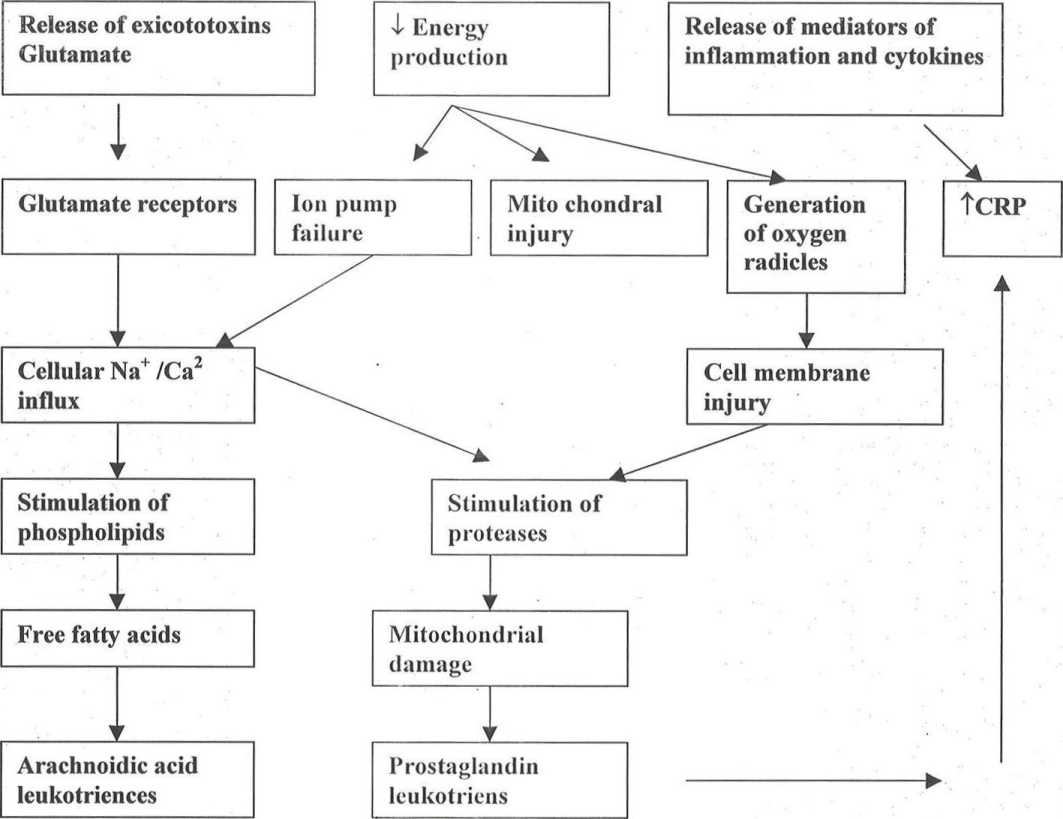 Release of exicototoxins
Glutamate
↓ Energy
production
Release of mediators of
inflammation and cytokines
Glutamate receptors
Ion pump
failure
Mito chondral
injury
Generation
of oxygen
radicles
↑CRP
Cellular Na⁺ /Ca²
influx
Cell membrane
injury
Stimulation of
phospholipids
Stimulation of
proteases
Free fatty acids
Mitochondrial
damage
Arachnoidic acid
leukotriences
Prostaglandin
leukotriens